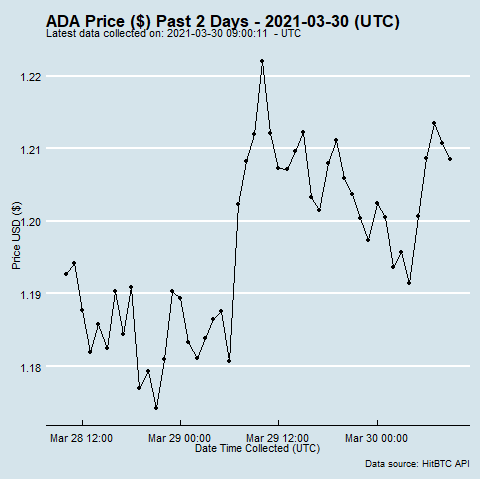 ADA Price ($) Past 2 Days - 2021-03-30 (UTC)
Latest data collected on: 2021-03-30 09:00:11 - UTC
1.22
1.21
1.20
1.19
1.18
Price USD ($)
Mar 28 12:00 Mar 29 00:00 Mar 29 12:00 Mar 30 00:00
Date Time Collected (UTC)
Data source: HitBTC API